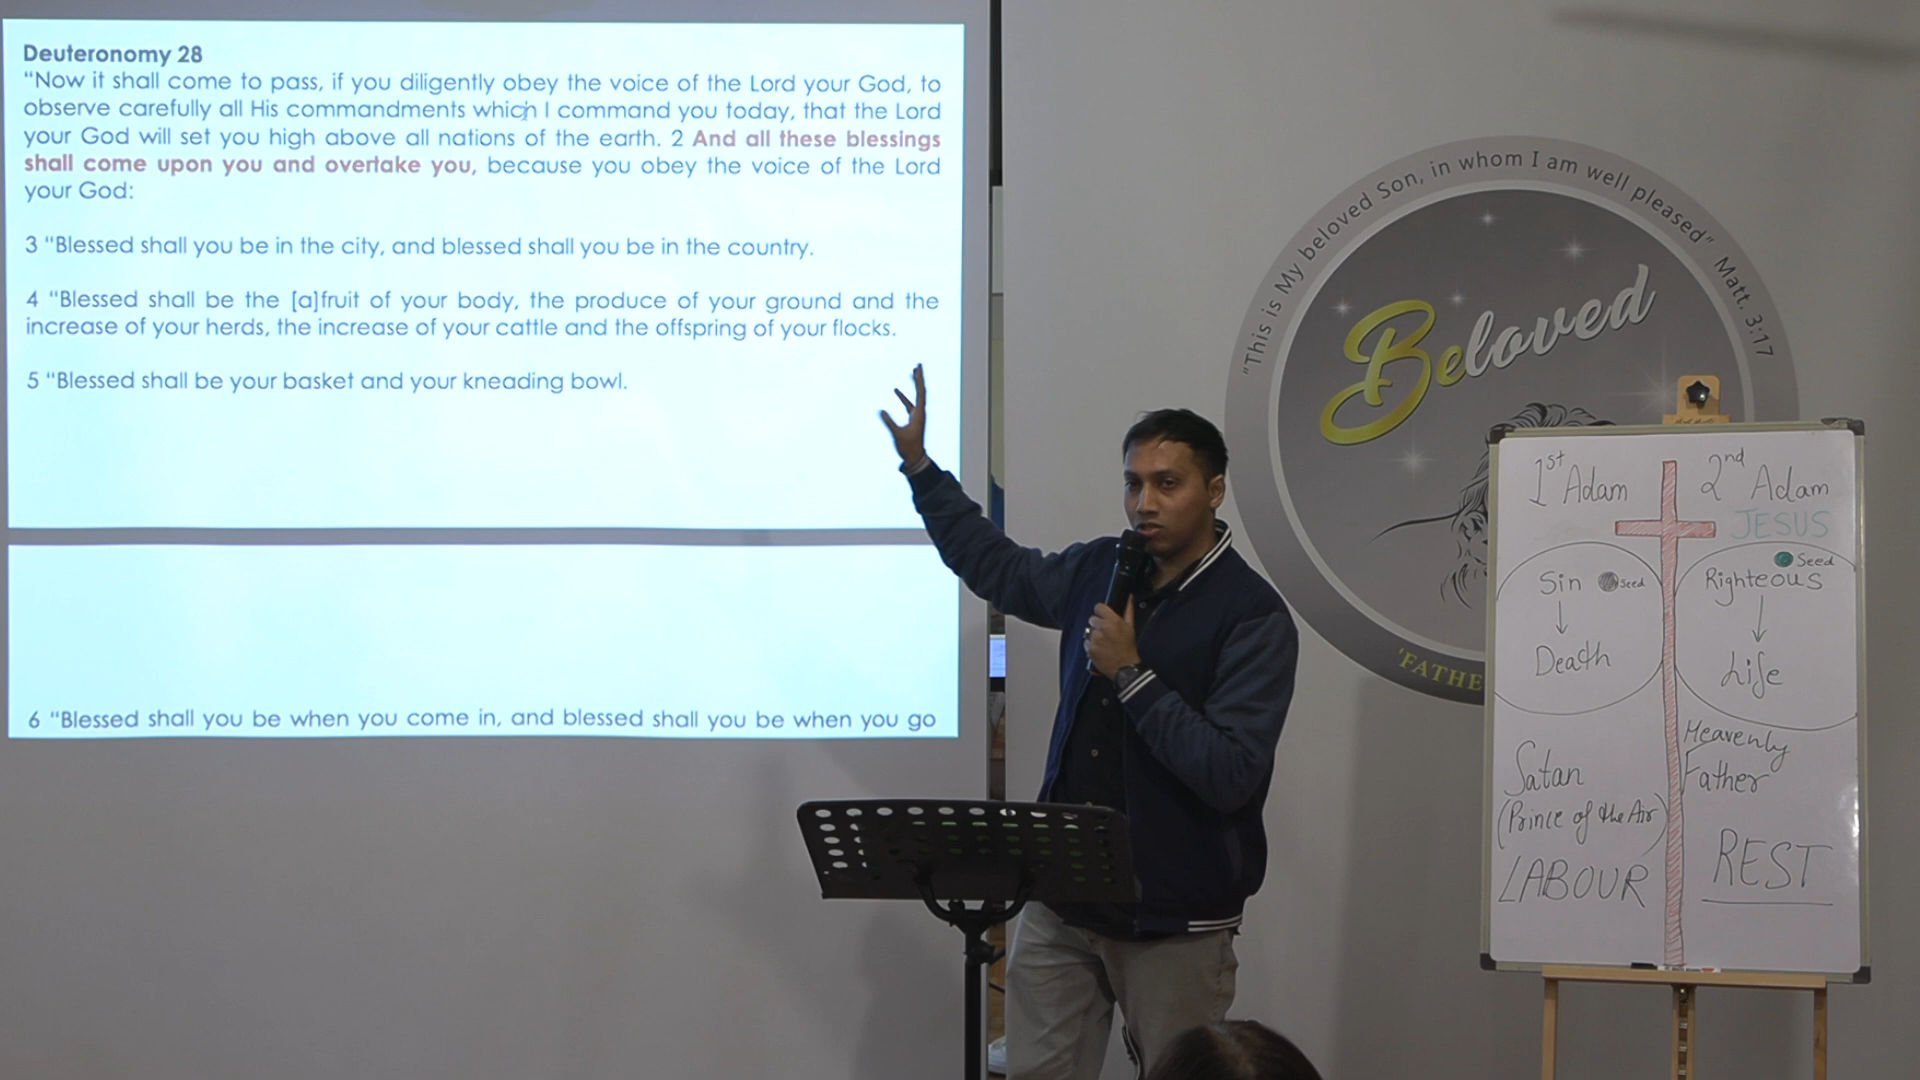 Deuteronomy 28
“Now it shall come to pass, if you diligently obey the voice of the Lord your God, to
observe carefully all His commandments which I command you today, that the Lord
your God will set you high above all nations of the earth. 2 And all these blessings
shall come upon you and overtake you, because you obey the voice of the Lord
your God:
3 “Blessed shall you be in the city, and blessed shall you be in the country.
4 “Blessed shall be the [a]fruit of your body, the produce of your ground and the
increase of your herds, the increase of your cattle and the offspring of your flocks.
5 “Blessed shall be your basket and your kneading bowl.
6 “Blessed shall you be when you come in, and blessed shall you be when you go
“This is My beloved Son, in whom I am well pleased” Matt. 3:17
Beloved
1st Adam
Sin Seed
Death
Satan
(Prince of the Air)
LABOUR
2nd Adam
JESUS
Seed
Righteous
Life
Heavenly
Father
REST